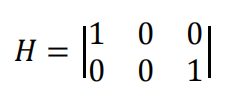 H = |1 0 0|
|0 0 1|